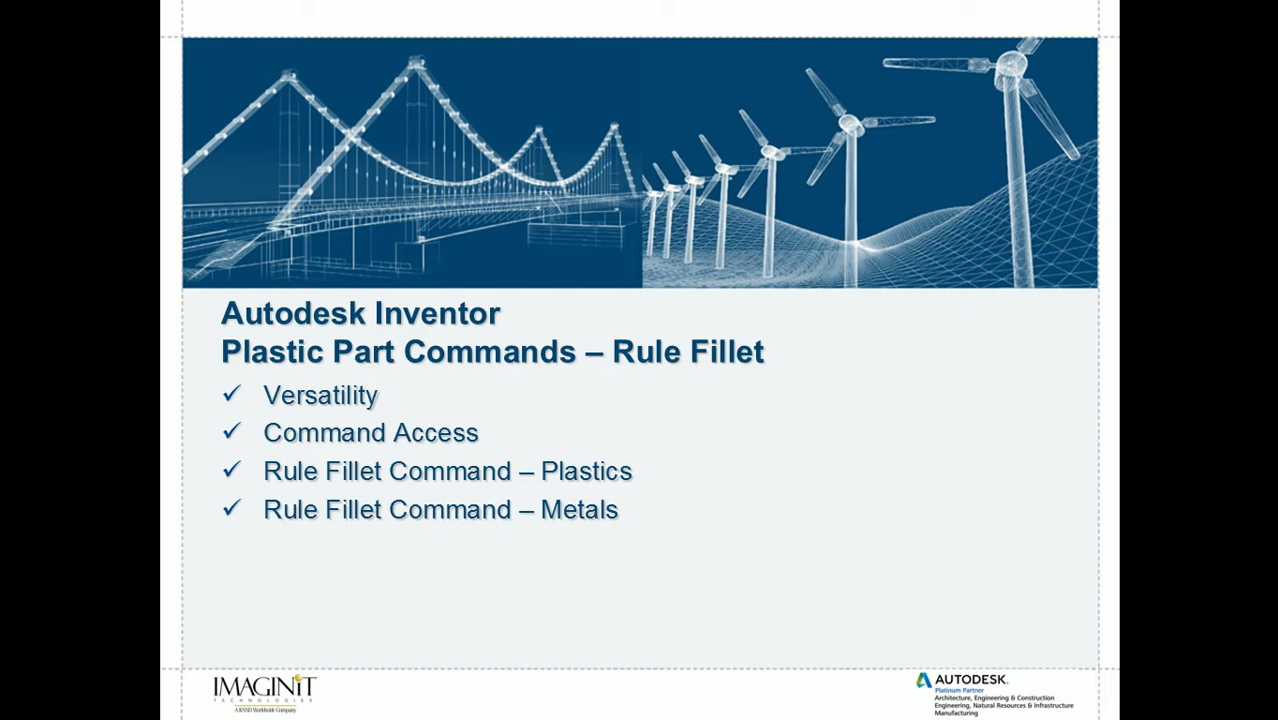 Autodesk Inventor
Plastic Part Commands – Rule Fillet
✓ Versatility
✓ Command Access
✓ Rule Fillet Command – Plastics
✓ Rule Fillet Command – Metals
IMAGINiT
TECHNOLOGIES
A RAND Worldwide Company
AUTODESK.
Platinum Partner
Architecture, Engineering & Construction
Engineering, Natural Resources & Infrastructure
Manufacturing